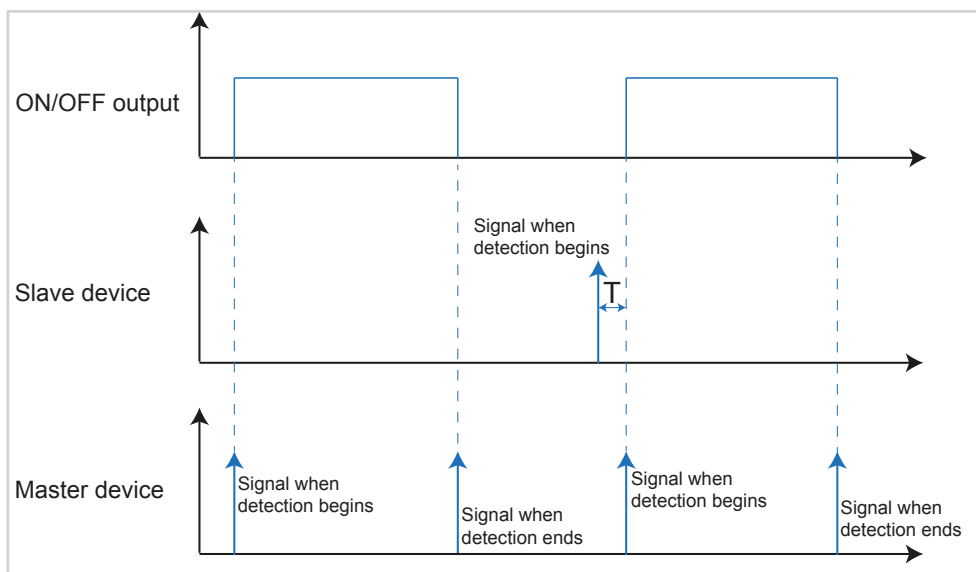 ON/OFF output
Signal when
detection begins
T
Slave device
Master device
Signal when
detection begins
Signal when
detection ends
Signal when
detection begins
Signal when
detection ends